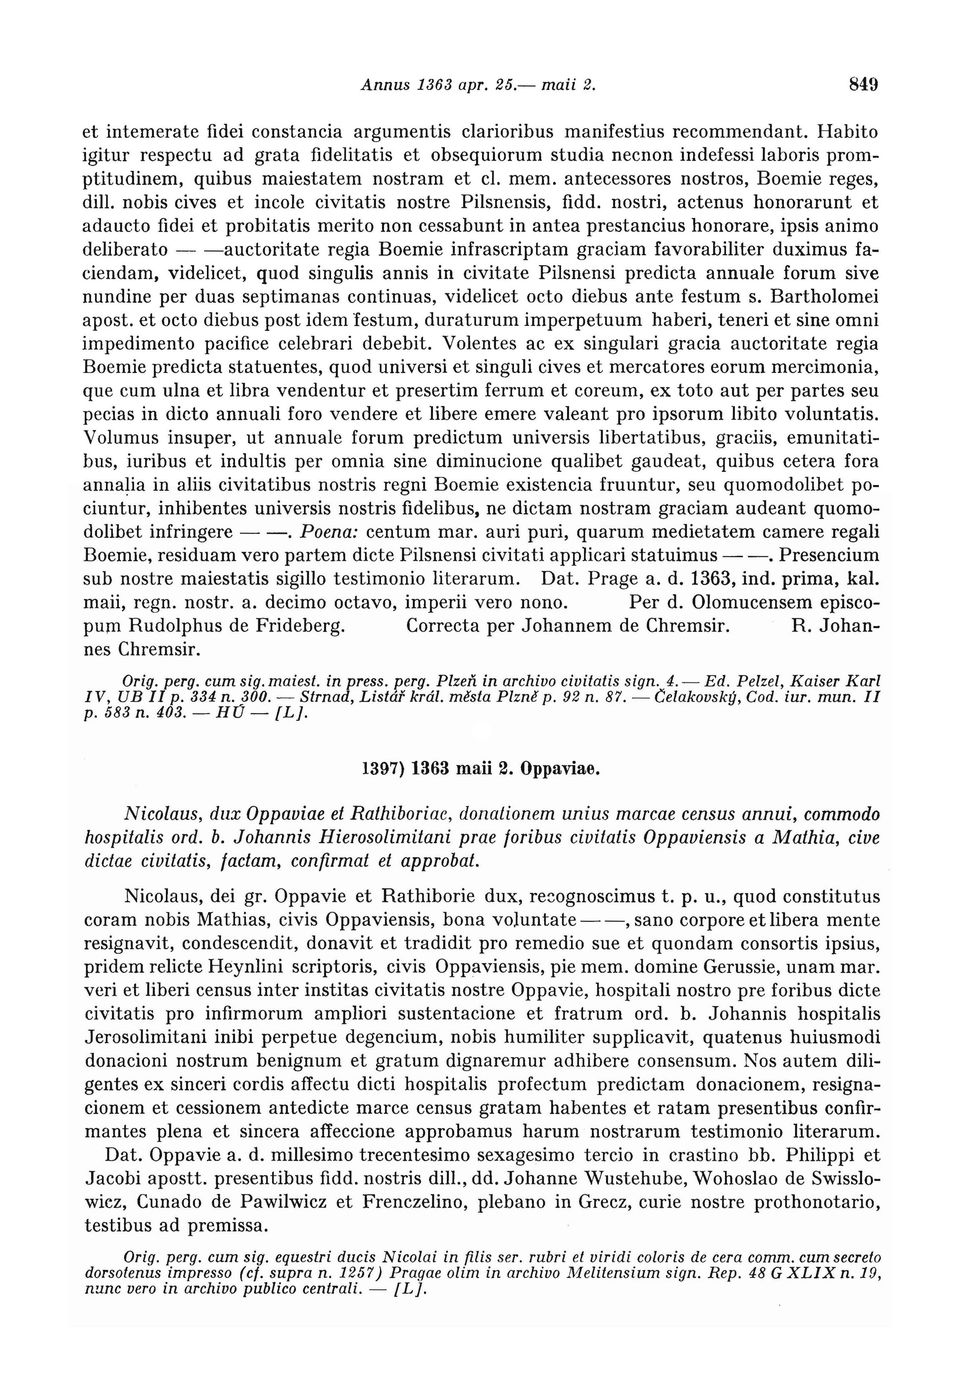 Annus 1363 apr. 25.— maii 2. 849
et intemerate fidei constancia argumentis clarioribus manifestius recommendant. Habito
igitur respectu ad grata fidelitatis et obsequiorum studia necnon indefessi laboris prom-
ptitudinem, quibus maiestatem nostram et cl. mem. antecessores nostros, Boemie reges,
dill. nobis cives et incole civitatis nostre Pilsnensis, fidd. nostri, actenus honorarunt et
adaucto fidei et probitatis merito non cessabunt in antea prestancius honorare, ipsis animo
deliberato — —auctoritate regia Boemie infrascriptam graciam favorabiliter duximus fa-
ciendam, videlicet, quod singulis annis in civitate Pilsnensi predicta annuale forum sive
nundine per duas septimanas continuas, videlicet octo diebus ante festum s. Bartholomei
apost. et octo diebus post idem festum, duraturum imperpetuum haberi, teneri et sine omni
impedimento pacifice celebrari debebit. Volentes ac ex singulari gracia auctoritate regia
Boemie predicta statuentes, quod universi et singuli cives et mercatores eorum mercimonia,
que cum ulna et libra vendentur et presertim ferrum et coreum, ex toto aut per partes seu
pecias in dicto annuali foro vendere et libere emere valeant pro ipsorum libito voluntatis.
Volumus insuper, ut annuale forum predictum universis libertatibus, graciis, emunitati-
bus, iuribus et indultis per omnia sine diminucione qualibet gaudeat, quibus cetera fora
annalia in aliis civitatibus nostris regni Boemie existencia fruuntur, seu quomodolibet po-
ciuntur, inhibentes universis nostris fidelibus, ne dictam nostram graciam audeant quomo-
dolibet infringere — —. Poena: centum mar. auri puri, quarum medietatem camere regali
Boemie, residuam vero partem dicte Pilsnensi civitati applicari statuimus — —. Presencium
sub nostre maiestatis sigillo testimonio literarum. Dat. Prage a. d. 1363, ind. prima, kal.
maii, regn. nostr. a. decimo octavo, imperii vero nono. Per d. Olomucensem episco-
pum Rudolphus de Frideberg. Correcta per Johannem de Chremsir. R. Johan-
nes Chremsir.
Orig. perg. cum sig. maiest. in press. perg. Plzeň in archivo civitatis sign. 4. — Ed. Pelzel, Kaiser Karl
IV, UB II p. 334 n. 300. — Strnad, Listář král. města Plzně p. 92 n. 87. — Čelakovský, Cod. iur. mun. II
p. 583 n. 403. — HÚ — [L].
1397) 1363 maii 2. Oppaviae.
Nicolaus, dux Oppaviae et Rathiboriae, donationem unius marcae census annui, commodo
hospitalis ord. b. Johannis Hierosolimitani prae foribus civitatis Oppaviensis a Mathia, cive
dictae civitatis, factam, confirmat et approbat.
Nicolaus, dei gr. Oppavie et Rathiborie dux, recognoscimus t. p. u., quod constitutus
coram nobis Mathias, civis Oppaviensis, bona voluntate — —, sano corpore et libera mente
resignavit, condescendit, donavit et tradidit pro remedio sue et quondam consortis ipsius,
pridem relicte Heynlini scriptoris, civis Oppaviensis, pie mem. domine Gerussie, unam mar.
veri et liberi census inter institas civitatis nostre Oppavie, hospitali nostro pre foribus dicte
civitatis pro infirmorum ampliori sustentacione et fratrum ord. b. Johannis hospitalis
Jerosolimitani inibi perpetue degencium, nobis humiliter supplicavit, quatenus huiusmodi
donacioni nostrum benignum et gratum dignaremur adhibere consensum. Nos autem dili-
gentes ex sinceri cordis affectu dicti hospitalis profectum predictam donacionem, resigna-
cionem et cessionem antedicte marce census gratam habentes et ratam presentibus confir-
mantes plena et sincera affeccione approbamus harum nostrarum testimonio literarum.
Dat. Oppavie a. d. millesimo trecentesimo sexagesimo tercio in crastino bb. Philippi et
Jacobi apostt. presentibus fidd. nostris dill., dd. Johanne Wustehube, Wohoslao de Swisslo-
wicz, Cunado de Pawilwicz et Frenczelino, plebano in Grecz, curie nostre prothonotario,
testibus ad premissa.
Orig. perg. cum sig. equestri ducis Nicolai in filis ser. rubri et viridi coloris de cera comm. cum secreto
dorsotenus impresso (cf. supra n. 1257) Pragae olim in archivo Melitensium sign. Rep. 48 G XLIX n. 19,
nunc vero in archivo publico centrali. — [L].